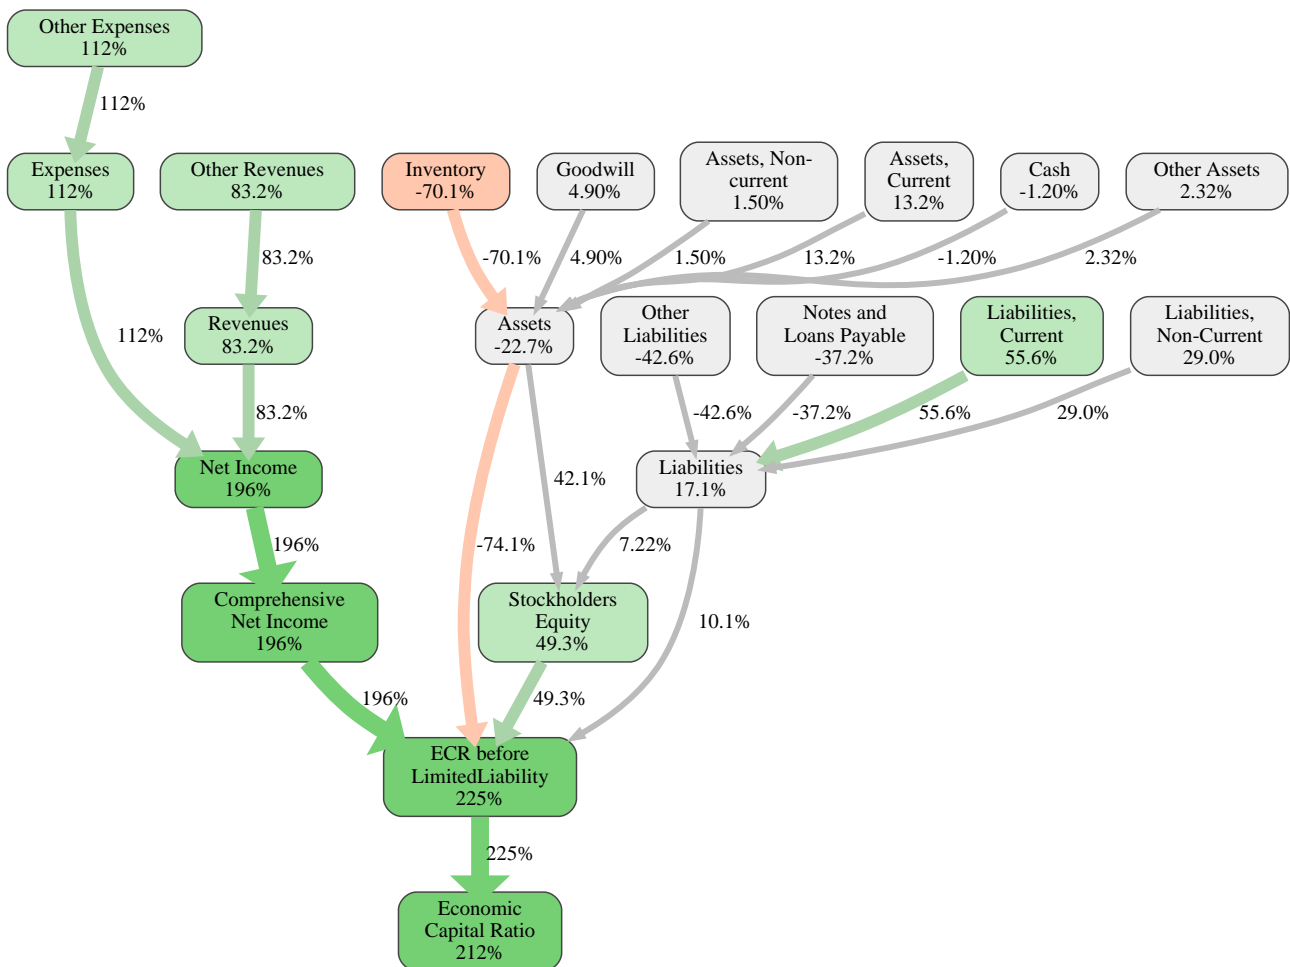 Other Expenses
112%
112%
Expenses
112%
Other Revenues
83.2%
Inventory
-70.1%
Goodwill
4.90%
Assets, Non-
current
1.50%
Assets,
Current
13.2%
Cash
-1.20%
Other Assets
2.32%
83.2%
-70.1%
4.90%
1.50%
13.2%
-1.20%
2.32%
112%
Revenues
83.2%
Assets
-22.7%
Other
Liabilities
-42.6%
Notes and
Loans Payable
-37.2%
Liabilities,
Current
55.6%
Liabilities,
Non-Current
29.0%
83.2%
-42.6%
-37.2%
55.6%
29.0%
Net Income
196%
42.1%
Liabilities
17.1%
196%
-74.1%
7.22%
Comprehensive
Net Income
196%
Stockholders
Equity
49.3%
10.1%
196%
49.3%
ECR before
LimitedLiability
225%
225%
Economic
Capital Ratio
212%